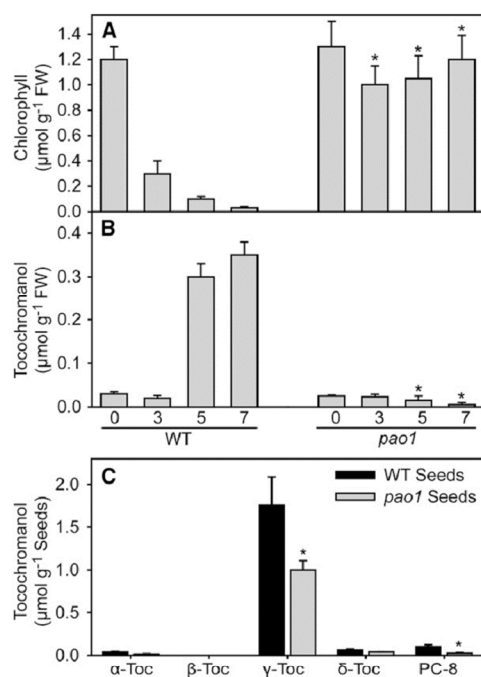 A
Chlorophyll
(µmol g⁻¹ FW)
1.4
1.2
1.0
0.8
0.6
0.4
0.2
0.0
* * *
B
Tocochromanol
(µmol g⁻¹ FW)
0.4
0.3
0.2
0.1
0.0
* *
0 3 5 7 0 3 5 7
WT pao1
C
Tocochromanol
(µmol g⁻¹ Seeds)
2.0
1.5
1.0
0.5
0.0
WT Seeds
pao1 Seeds
* *
α-Toc β-Toc γ-Toc δ-Toc PC-8